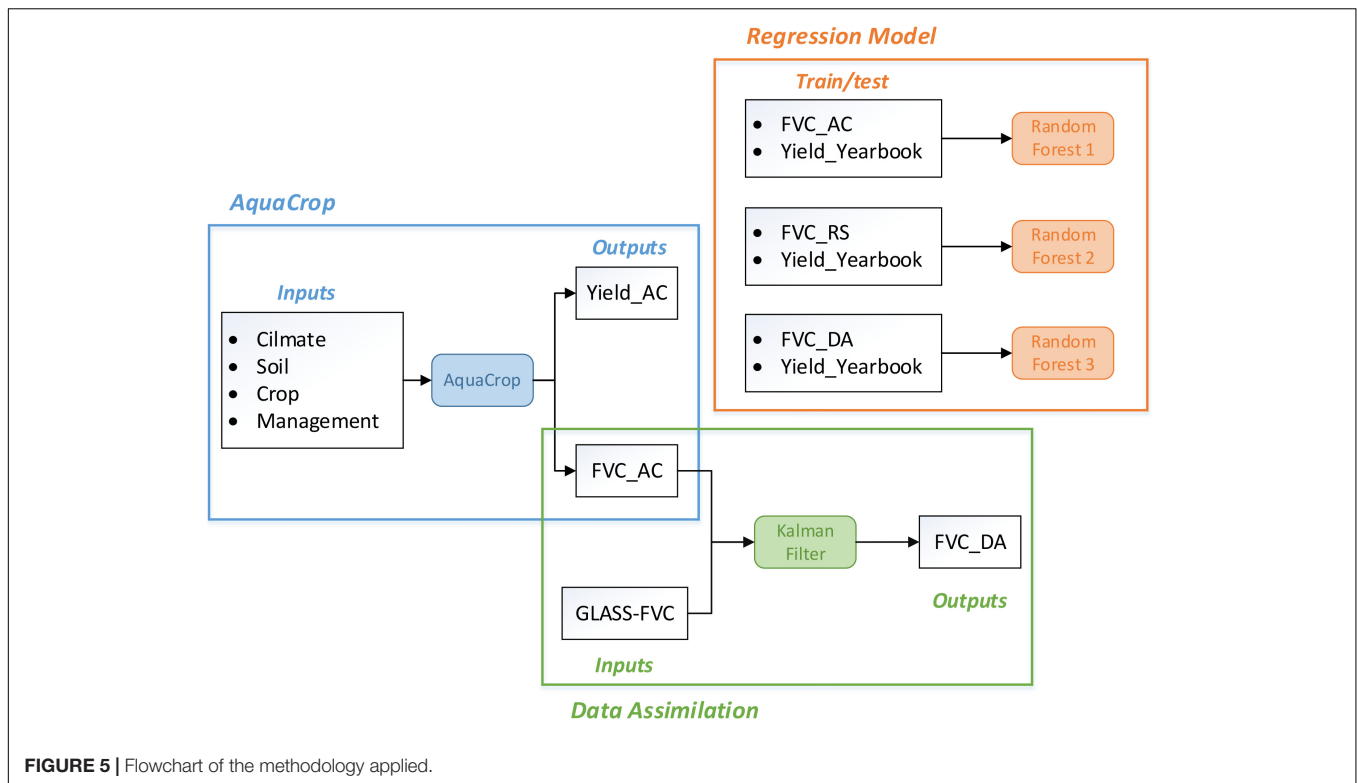 Regression Model
Train/test
• FVC_AC
• Yield_Yearbook
Random
Forest 1
• FVC_RS
• Yield_Yearbook
Random
Forest 2
• FVC_DA
• Yield_Yearbook
Random
Forest 3
AquaCrop
Outputs
Yield_AC
Inputs
• Cilmate
• Soil
• Crop
• Management
AquaCrop
FVC_AC
Kalman
Filter
FVC_DA
Outputs
GLASS-FVC
Inputs
Data Assimilation
FIGURE 5 | Flowchart of the methodology applied.